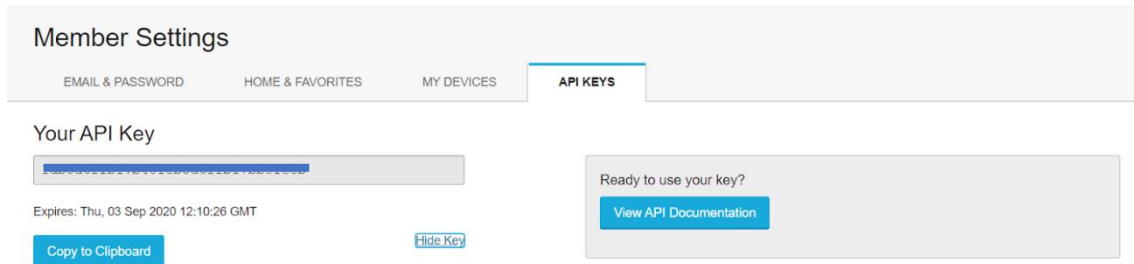 Member Settings
EMAIL & PASSWORD HOME & FAVORITES MY DEVICES API KEYS
Your API Key
Ready to use your key?
Expires: Thu, 03 Sep 2020 12:10:26 GMT
View API Documentation
Hide Key
Copy to Clipboard